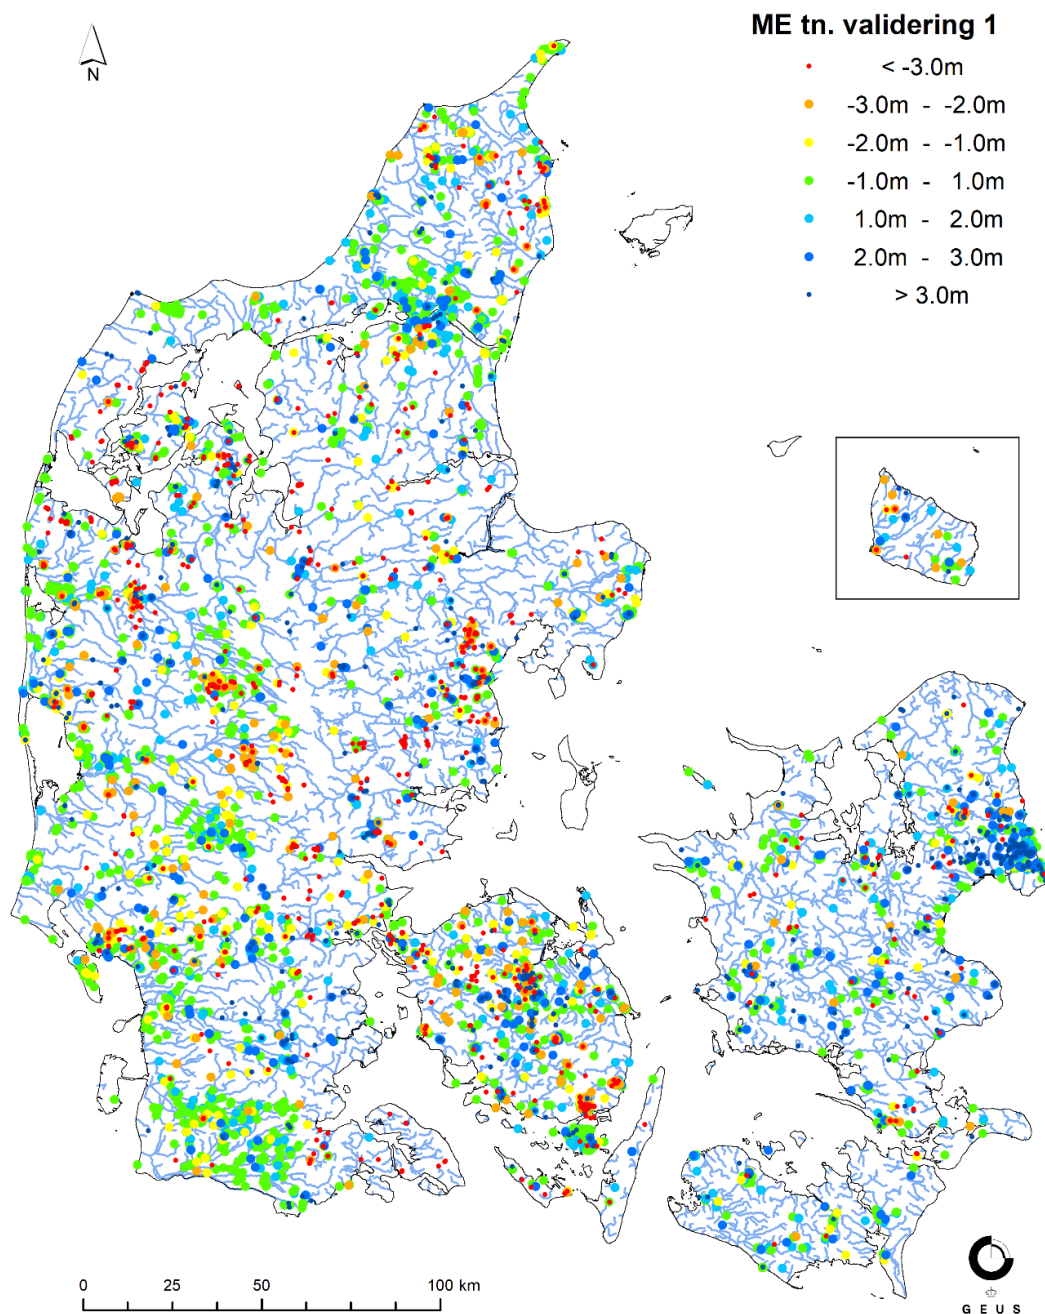 ME tn. validering 1
< -3.0m
-3.0m - -2.0m
-2.0m - -1.0m
-1.0m - 1.0m
1.0m - 2.0m
2.0m - 3.0m
> 3.0m
N
0 25 50 100 km
G E U S